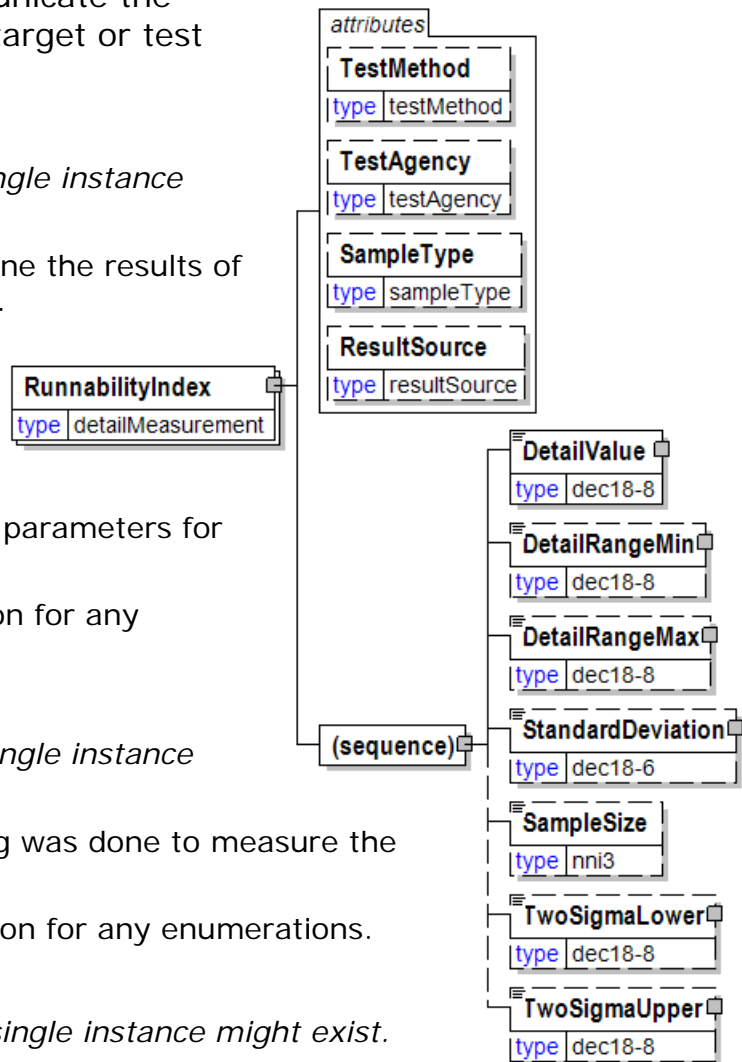 unicate the
target or test
ngle instance
ne the results of
.
parameters for
on for any
ngle instance
g was done to measure the
on for any enumerations.
single instance might exist.
RunnabilityIndex
type detailMeasurement
attributes
TestMethod
type testMethod
TestAgency
type testAgency
SampleType
type sampleType
ResultSource
type resultSource
(sequence)
DetailValue
type dec18-8
DetailRangeMin
type dec18-8
DetailRangeMax
type dec18-8
StandardDeviation
type dec18-6
SampleSize
type nni3
TwoSigmaLower
type dec18-8
TwoSigmaUpper
type dec18-8